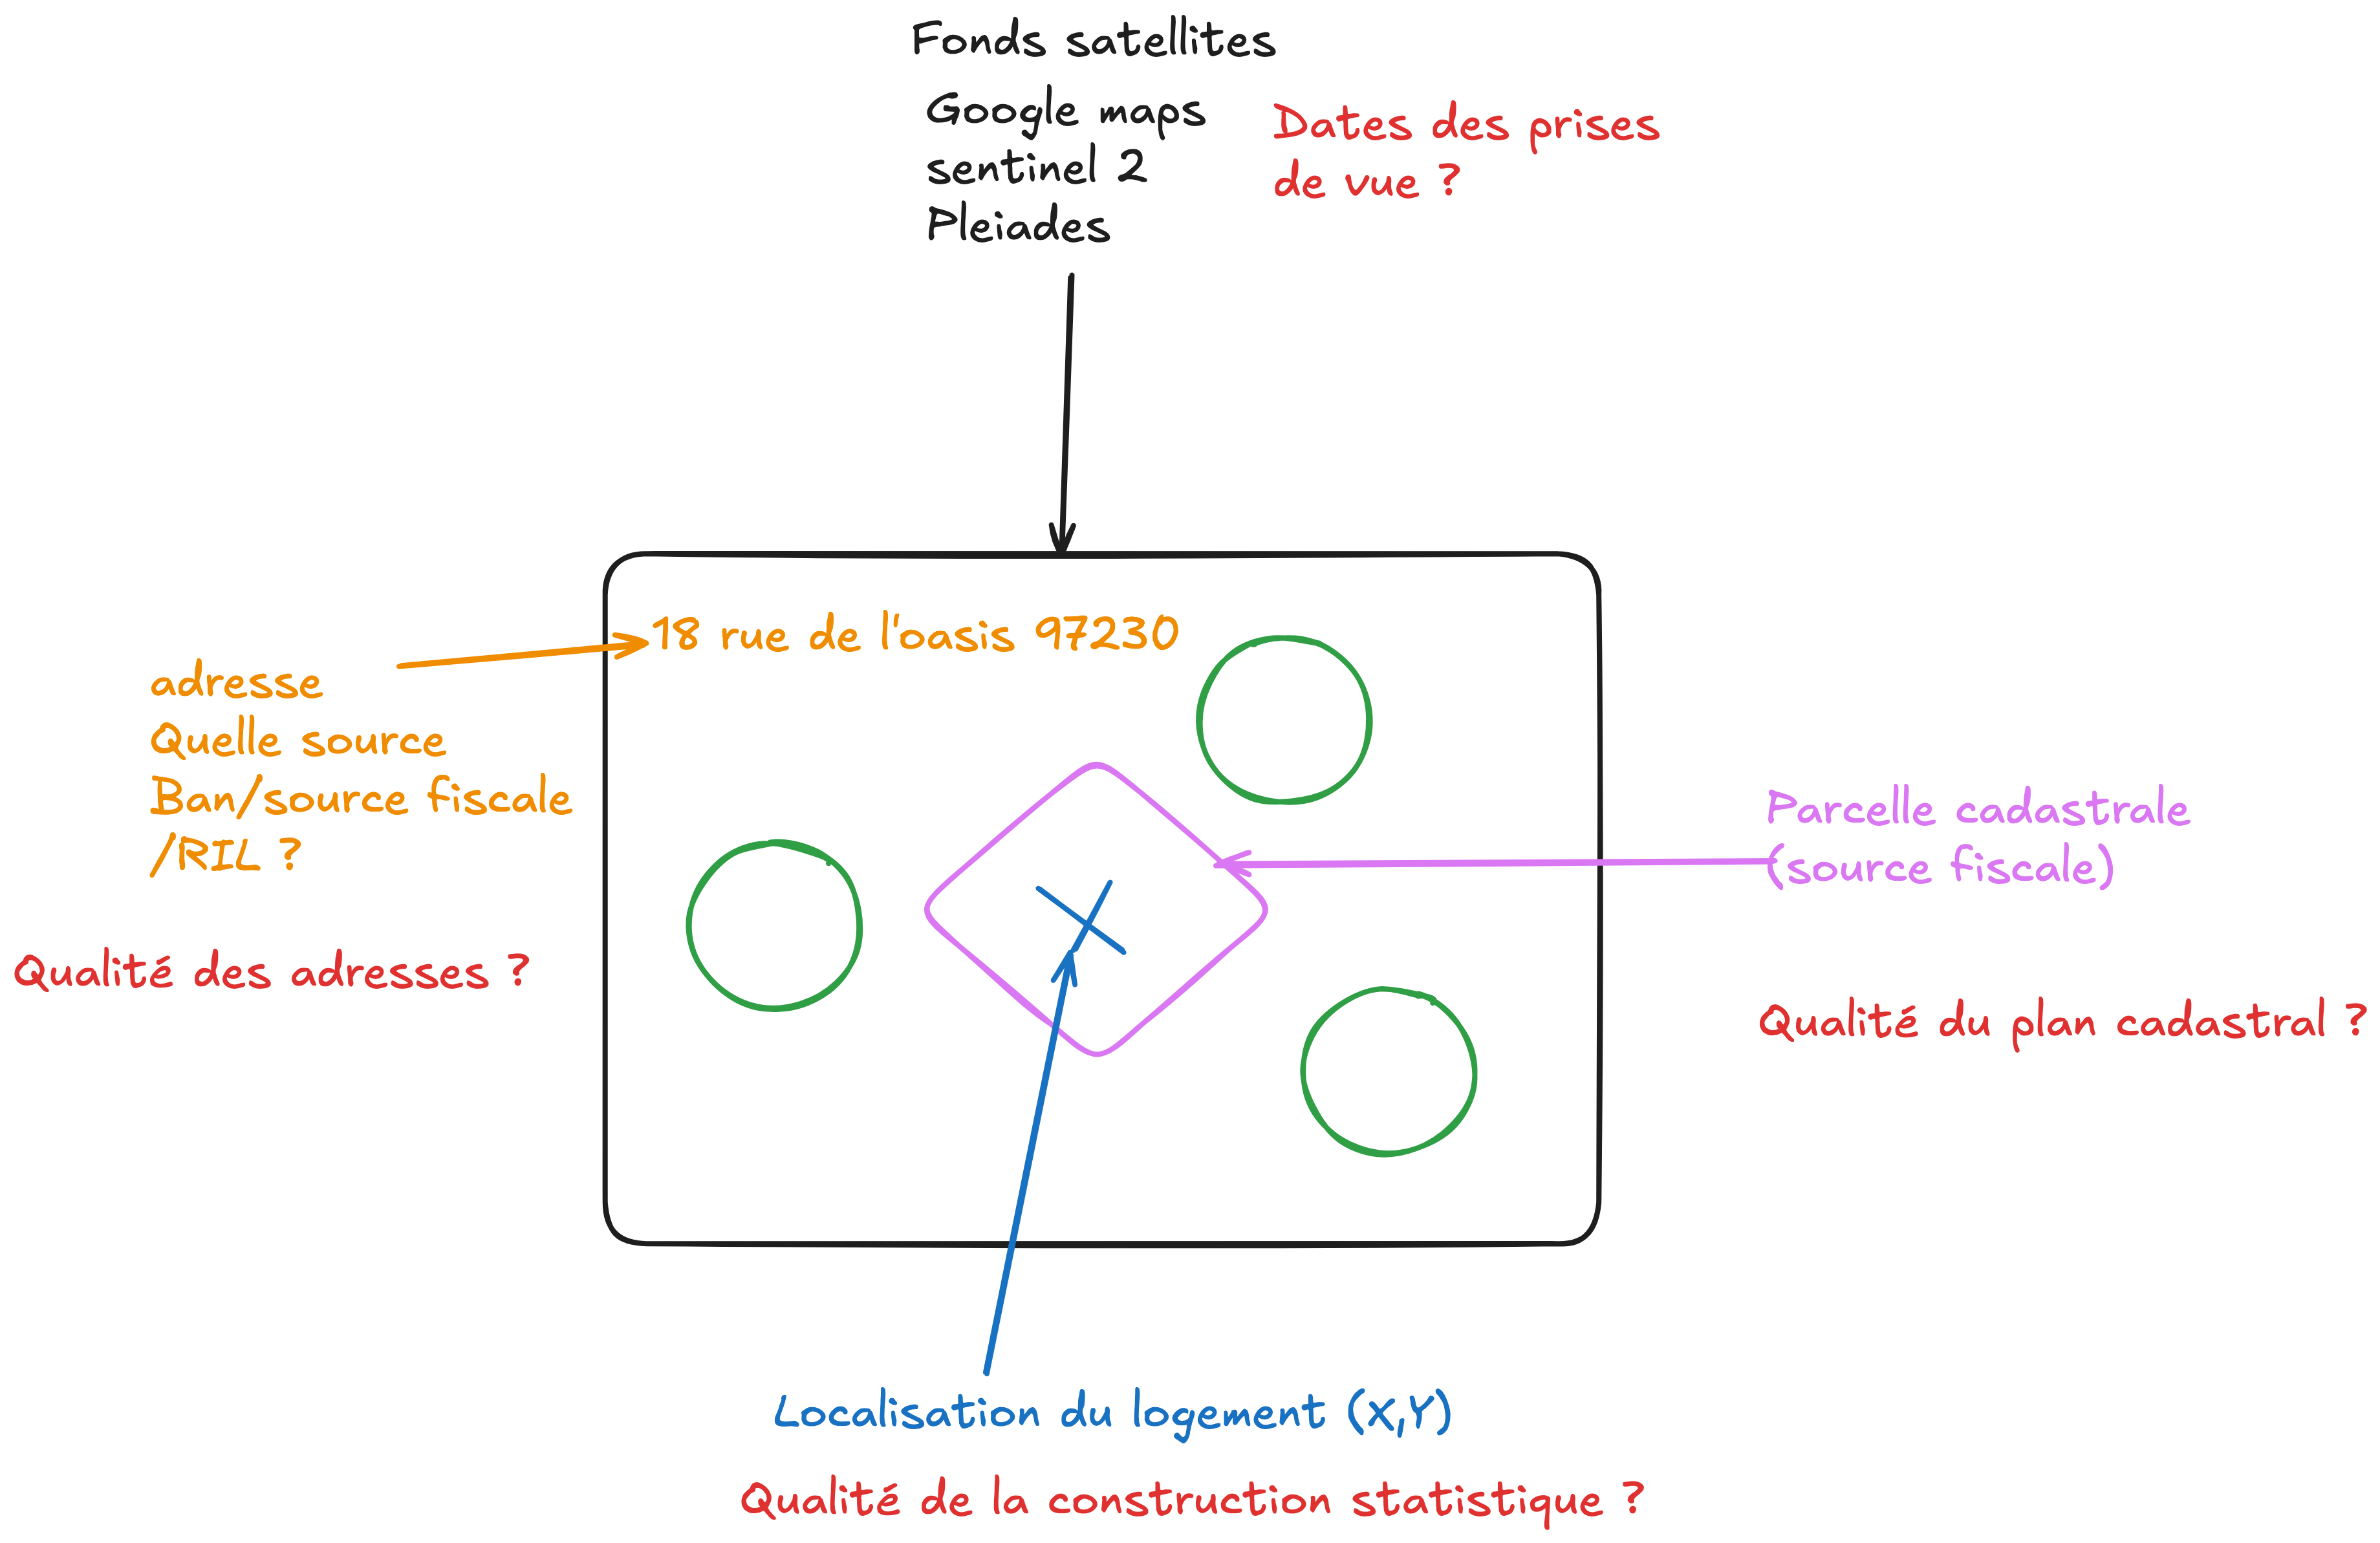 Fonds satellites
Google maps
sentinel 2
Pleiades
Dates des prises
de vue ?
18 rue de l'oasis 97230
adresse
Quelle source
Ban/source fiscale
/RIL ?
Qualité des adresses ?
Parcelle cadastrale
(source fiscale)
Qualité du plan cadastral ?
Localisation du logement (X,Y)
Qualité de la construction statistique ?